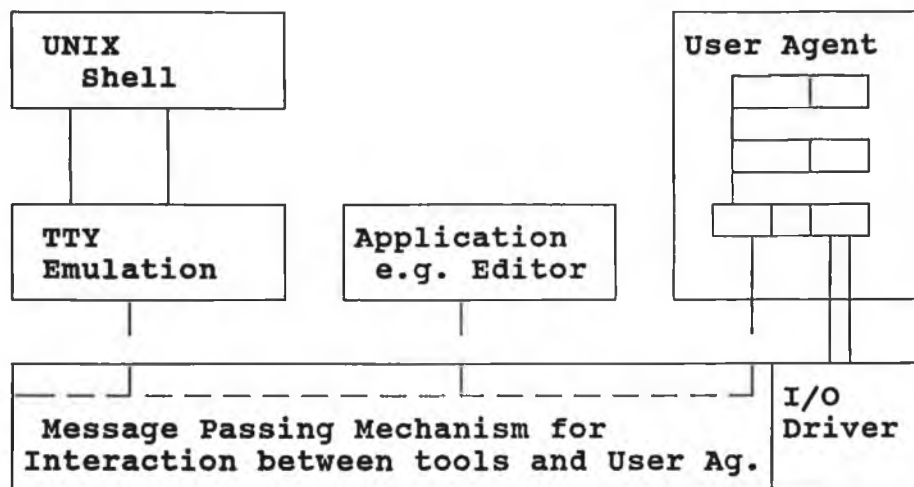 UNIX
Shell
User Agent
TTY
Emulation
Application
e.g. Editor
Message Passing Mechanism for
Interaction between tools and User Ag.
I/O
Driver